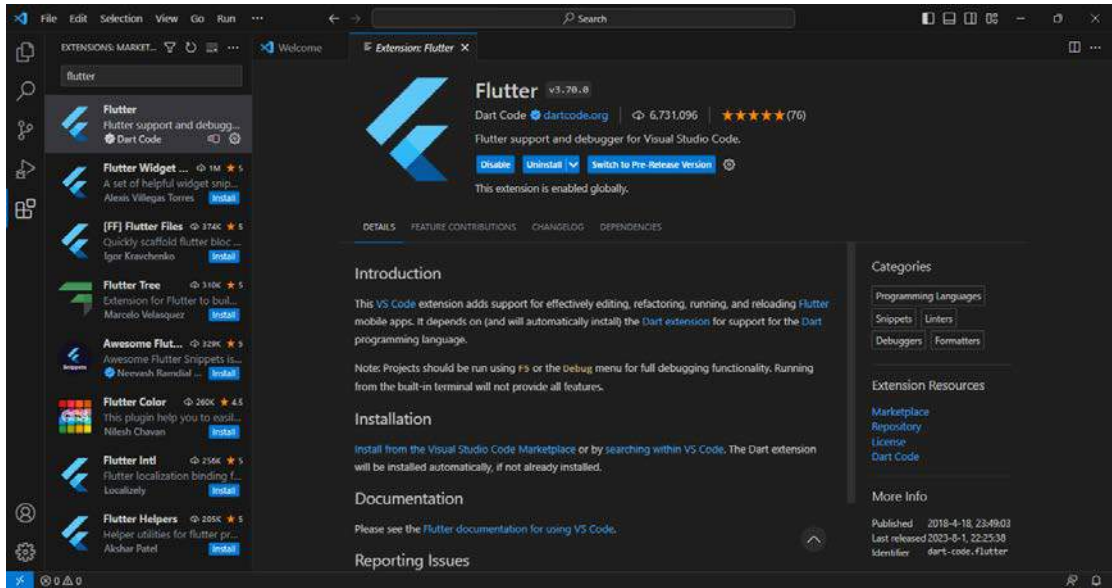 File Edit Selection View Go Run ...
Search
EXTENSIONS: MARKET...
flutter
Flutter
Flutter support and debugg...
Dart Code
Flutter Widget ... 1M 5
A set of helpful widget snip...
Alexis Villegas Torres Install
[FF] Flutter Files 374K 5
Quickly scaffold flutter bloc ...
Igor Kravchenko Install
Flutter Tree 310K 5
Extension for Flutter to buil...
Marcelo Velasquez Install
Awesome Flut... 329K 5
Awesome Flutter Snippets is...
Neevash Ramdial ... Install
Flutter Color 260K 4.5
This plugin help you to easil...
Nilesh Chavan Install
Flutter Intl 256K 5
Flutter localization binding f...
Localizely Install
Flutter Helpers 205K 5
Helper utilities for flutter pr...
Akshar Patel Install
Welcome
Extension: Flutter
Flutter v3.70.0
Dart Code dartcode.org 6.731.096 (76)
Flutter support and debugger for Visual Studio Code.
Disable Uninstall Switch to Pre-Release Version
This extension is enabled globally.
DETAILS FEATURE CONTRIBUTIONS CHANGELOG DEPENDENCIES
Introduction
This VS Code extension adds support for effectively editing, refactoring, running, and reloading Flutter
mobile apps. It depends on (and will automatically install) the Dart extension for support for the Dart
programming language.
Note: Projects should be run using F5 or the Debug menu for full debugging functionality. Running
from the built-in terminal will not provide all features.
Installation
Install from the Visual Studio Code Marketplace or by searching within VS Code. The Dart extension
will be installed automatically, if not already installed.
Documentation
Please see the Flutter documentation for using VS Code.
Reporting Issues
Categories
Programming Languages
Snippets Linters
Debuggers Formatters
Extension Resources
Marketplace
Repository
License
Dart Code
More Info
Published 2018-4-18, 23:49:03
Last released 2023-8-1, 22:25:38
Identifier dart-code.flutter
0 0